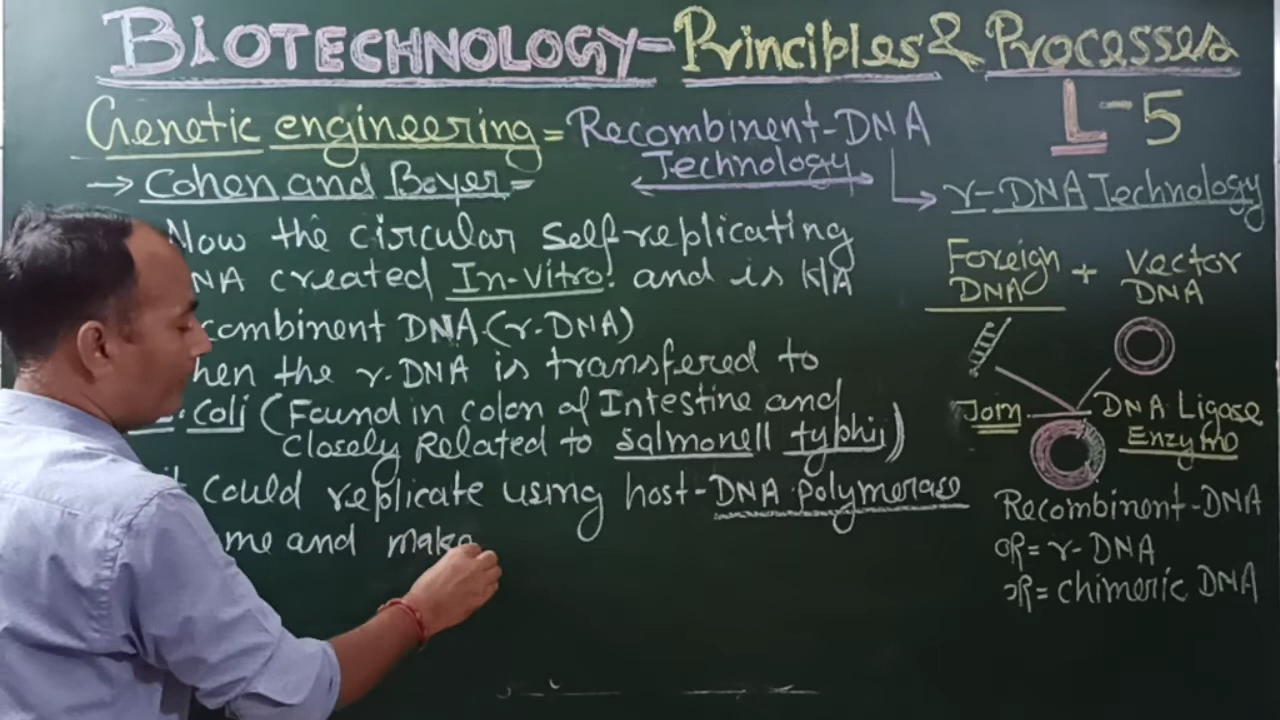 BIOTECHNOLOGY-Principles & Processes
L-5
Genetic engineering = Recombinent-DNA
Technology
→ Cohen and Boyer=
r-DNA Technology
Now the circular self-replicating
NA created In-vitro. and is K/A
combinent DNA.(r.DNA)
hen the r.DNA is transfered to
.Coli (Found in colon of Intestine and
Closely Related to Salmonell typhii)
could replicate using host-DNA polymerase
me and make
Foreign + vector
DNA DNA
Join DNA Ligase
Enzyme
Recombinent-DNA
OR= r-DNA
OR= chimeric DNA